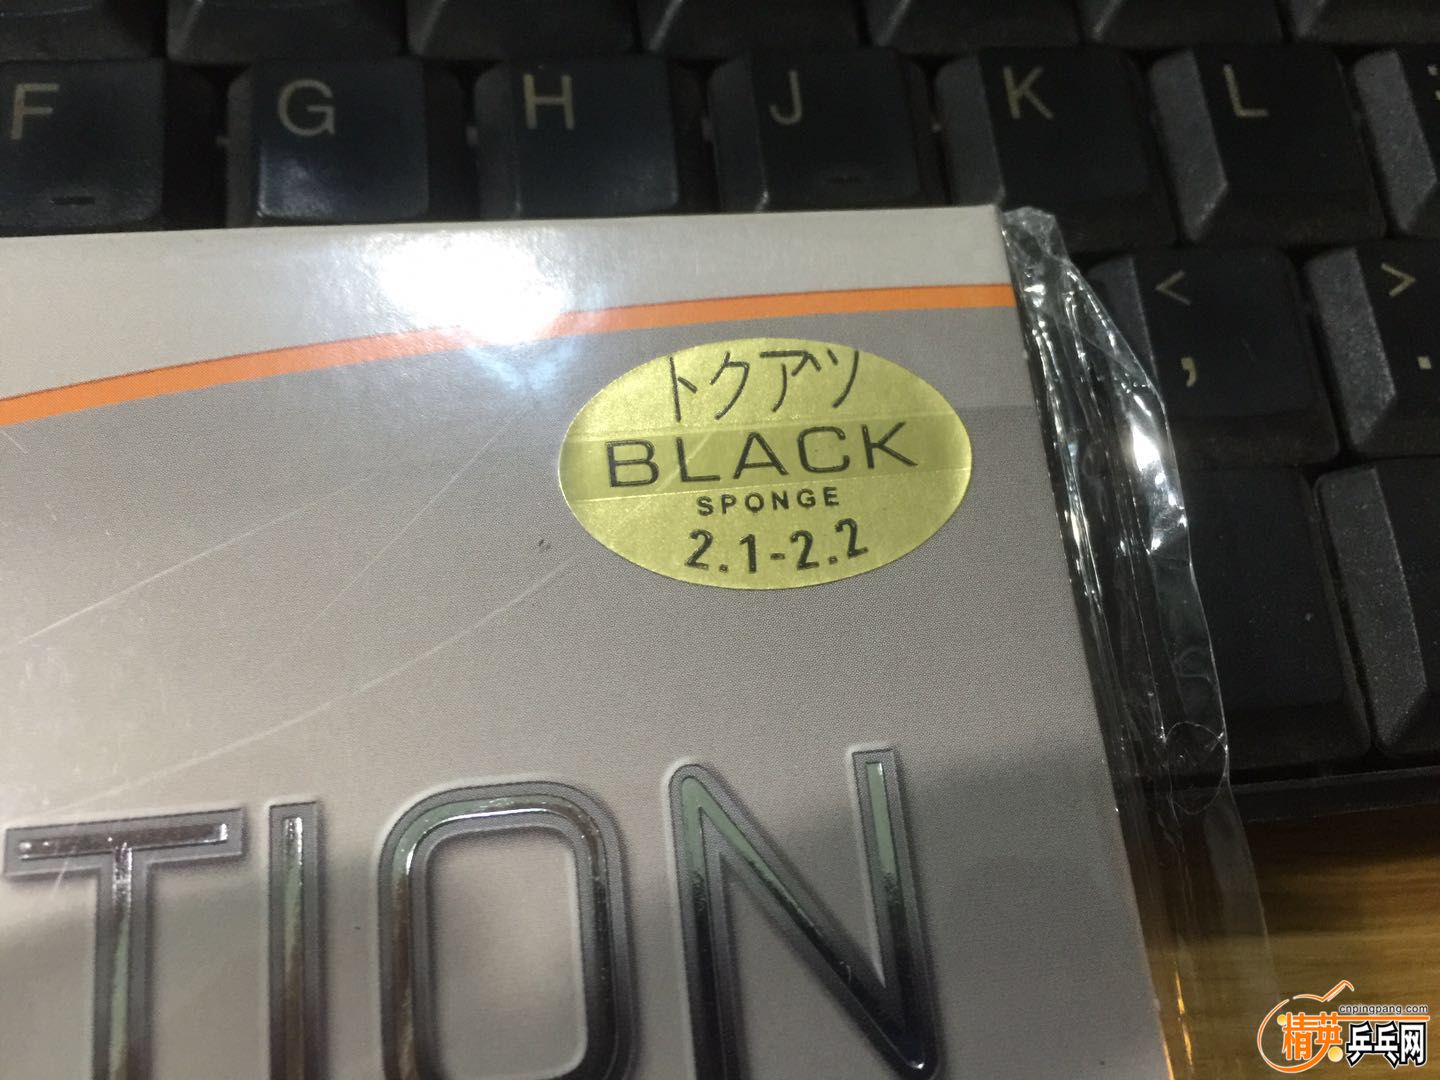 F G H J K L ;
< >
, .
トクアツ
BLACK
SPONGE
2.1-2.2
TION
cnpingpang.com
精英乒乓网